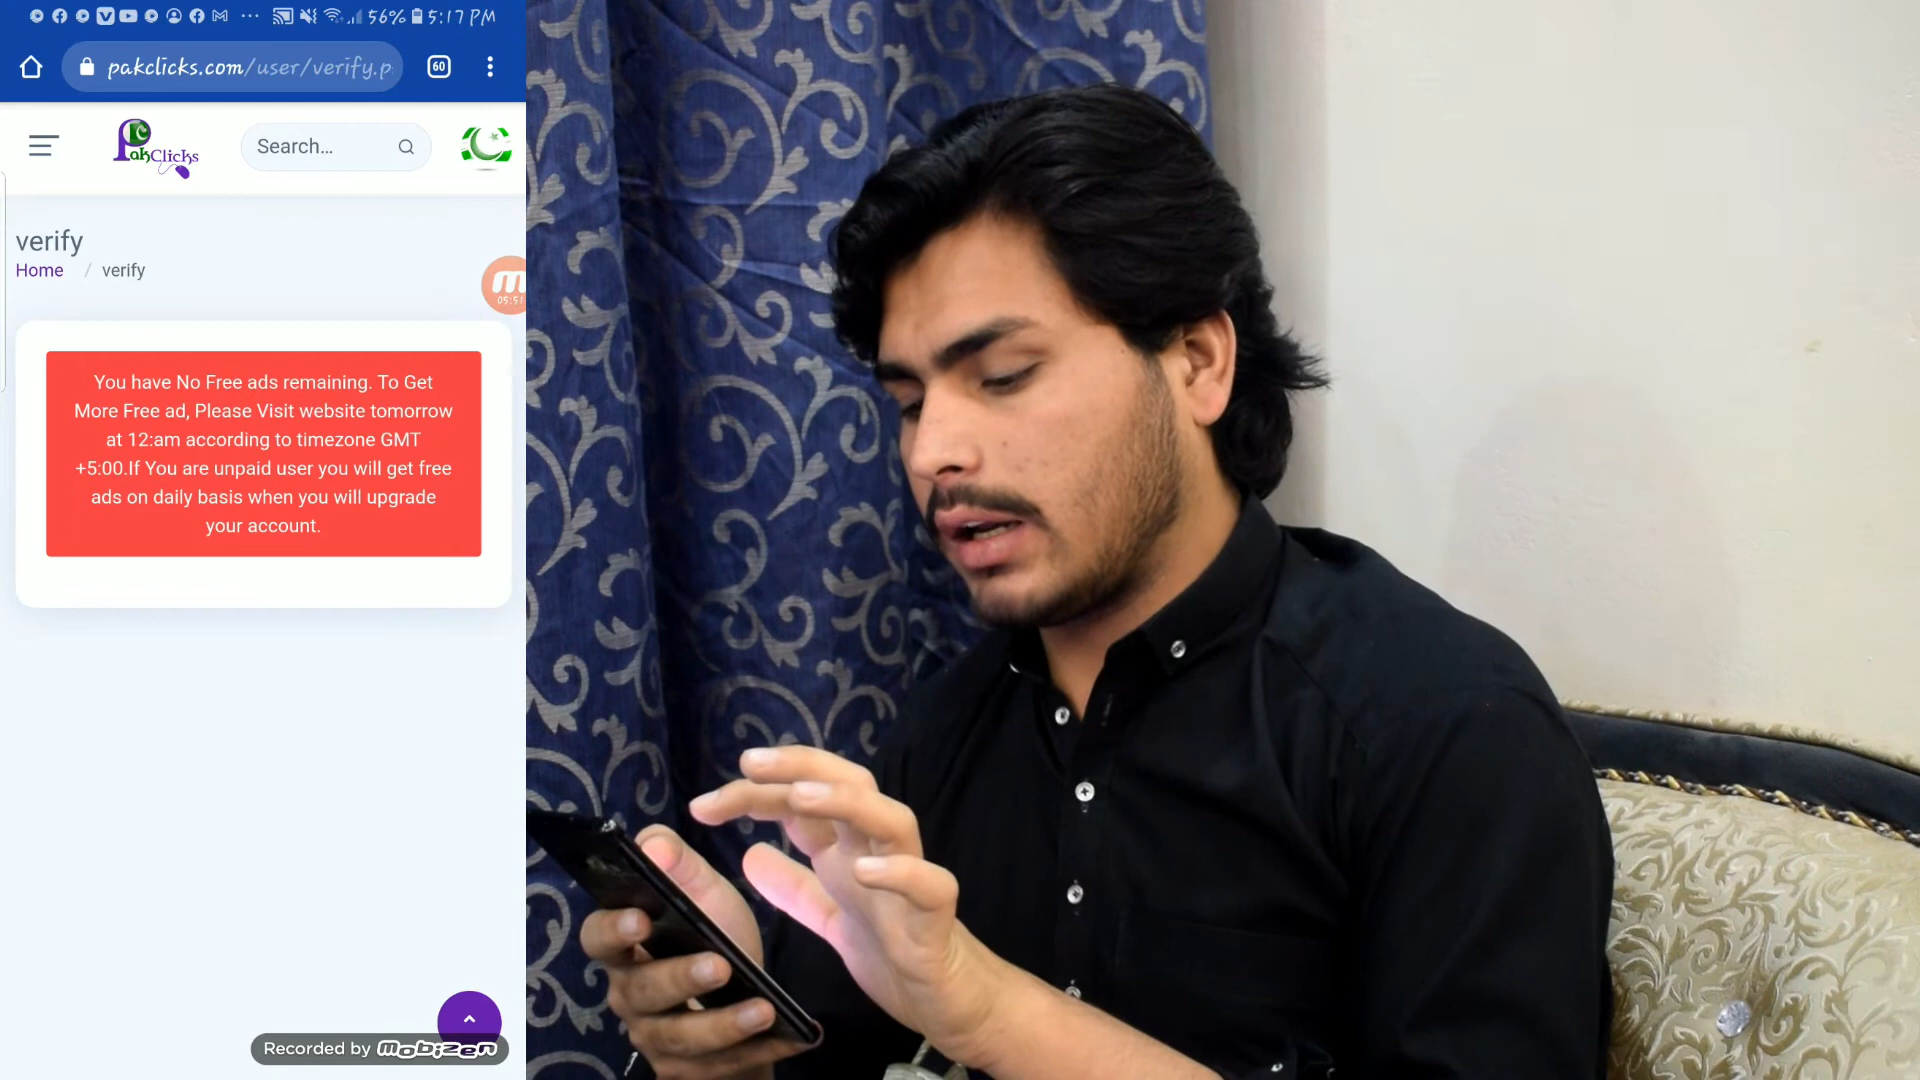 56% 5:17 PM
pakclicks.com/user/verify.p
60
PakClicks
Search...
verify
Home / verify
05:51
You have No Free ads remaining. To Get
More Free ad, Please Visit website tomorrow
at 12:am according to timezone GMT
+5:00.If You are unpaid user you will get free
ads on daily basis when you will upgrade
your account.
Recorded by Mobizen